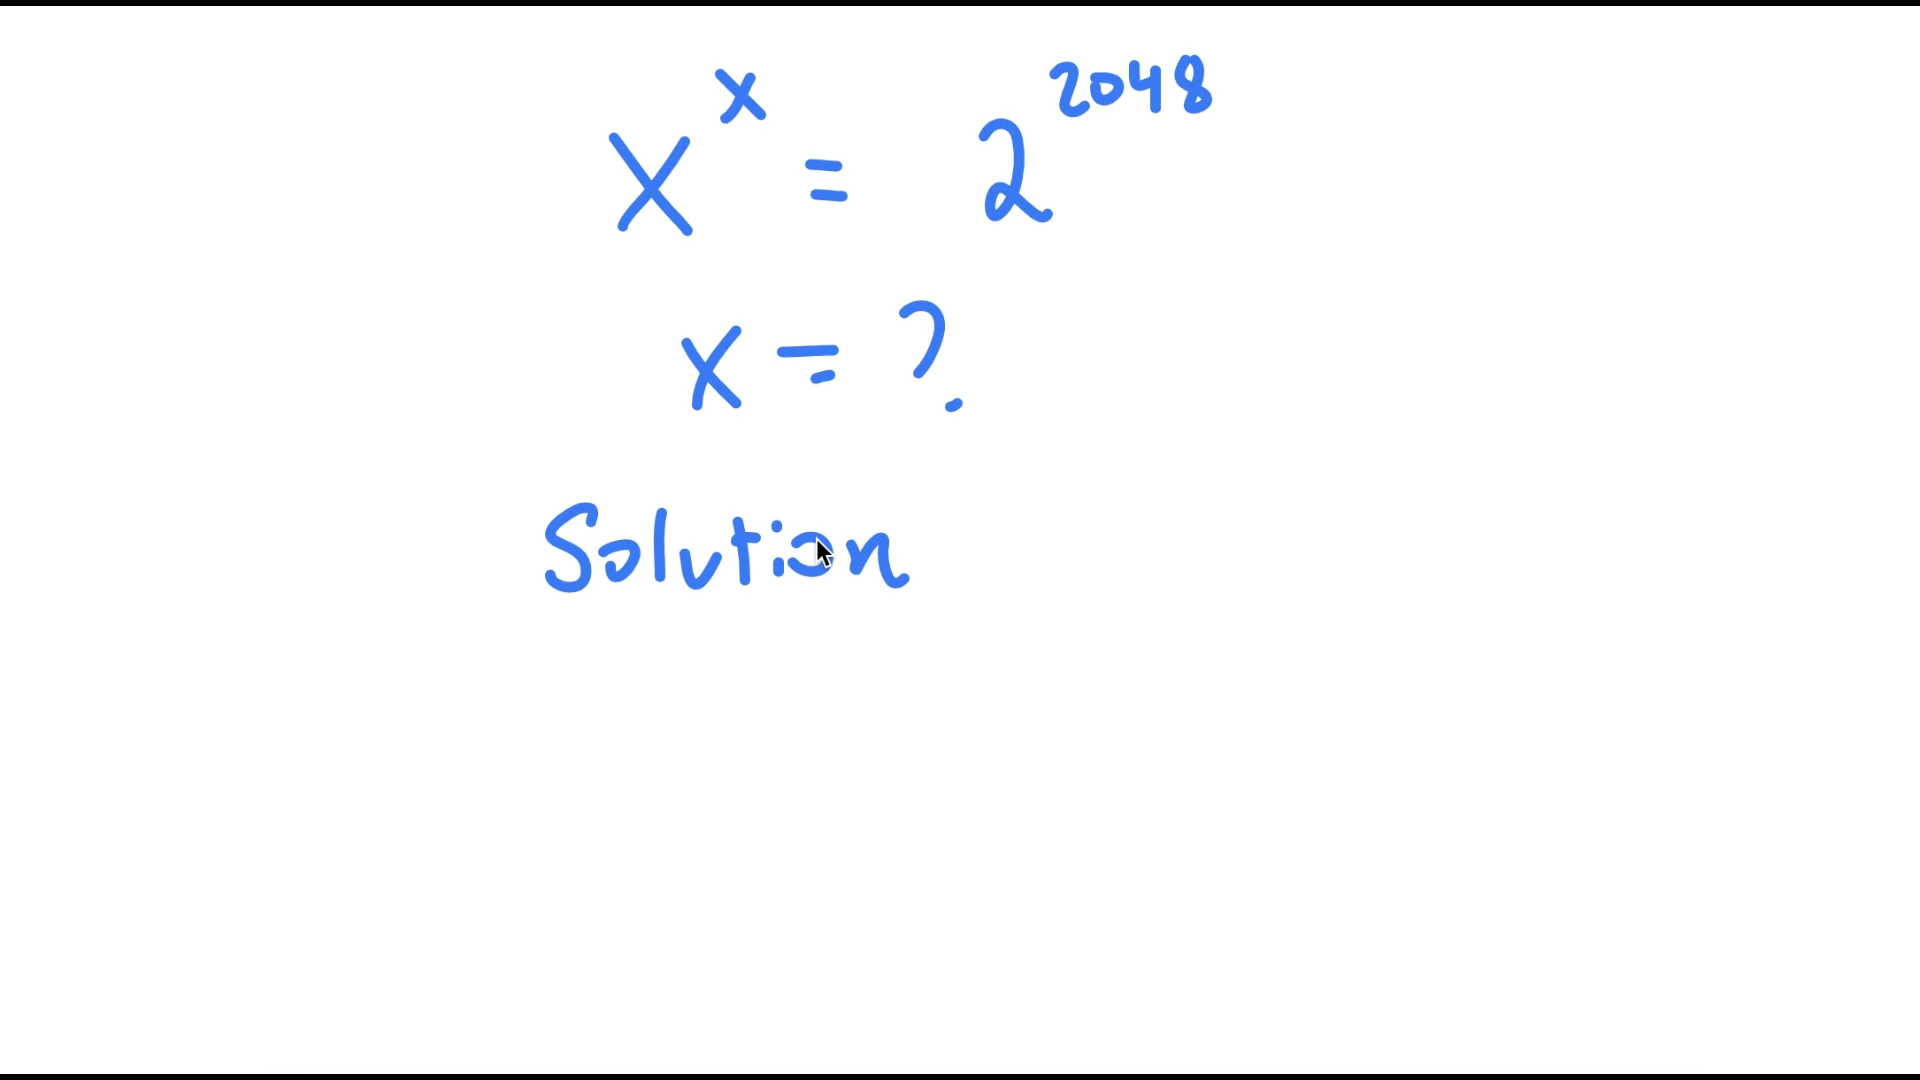 x^x = 2^2048
x = ?
Solution